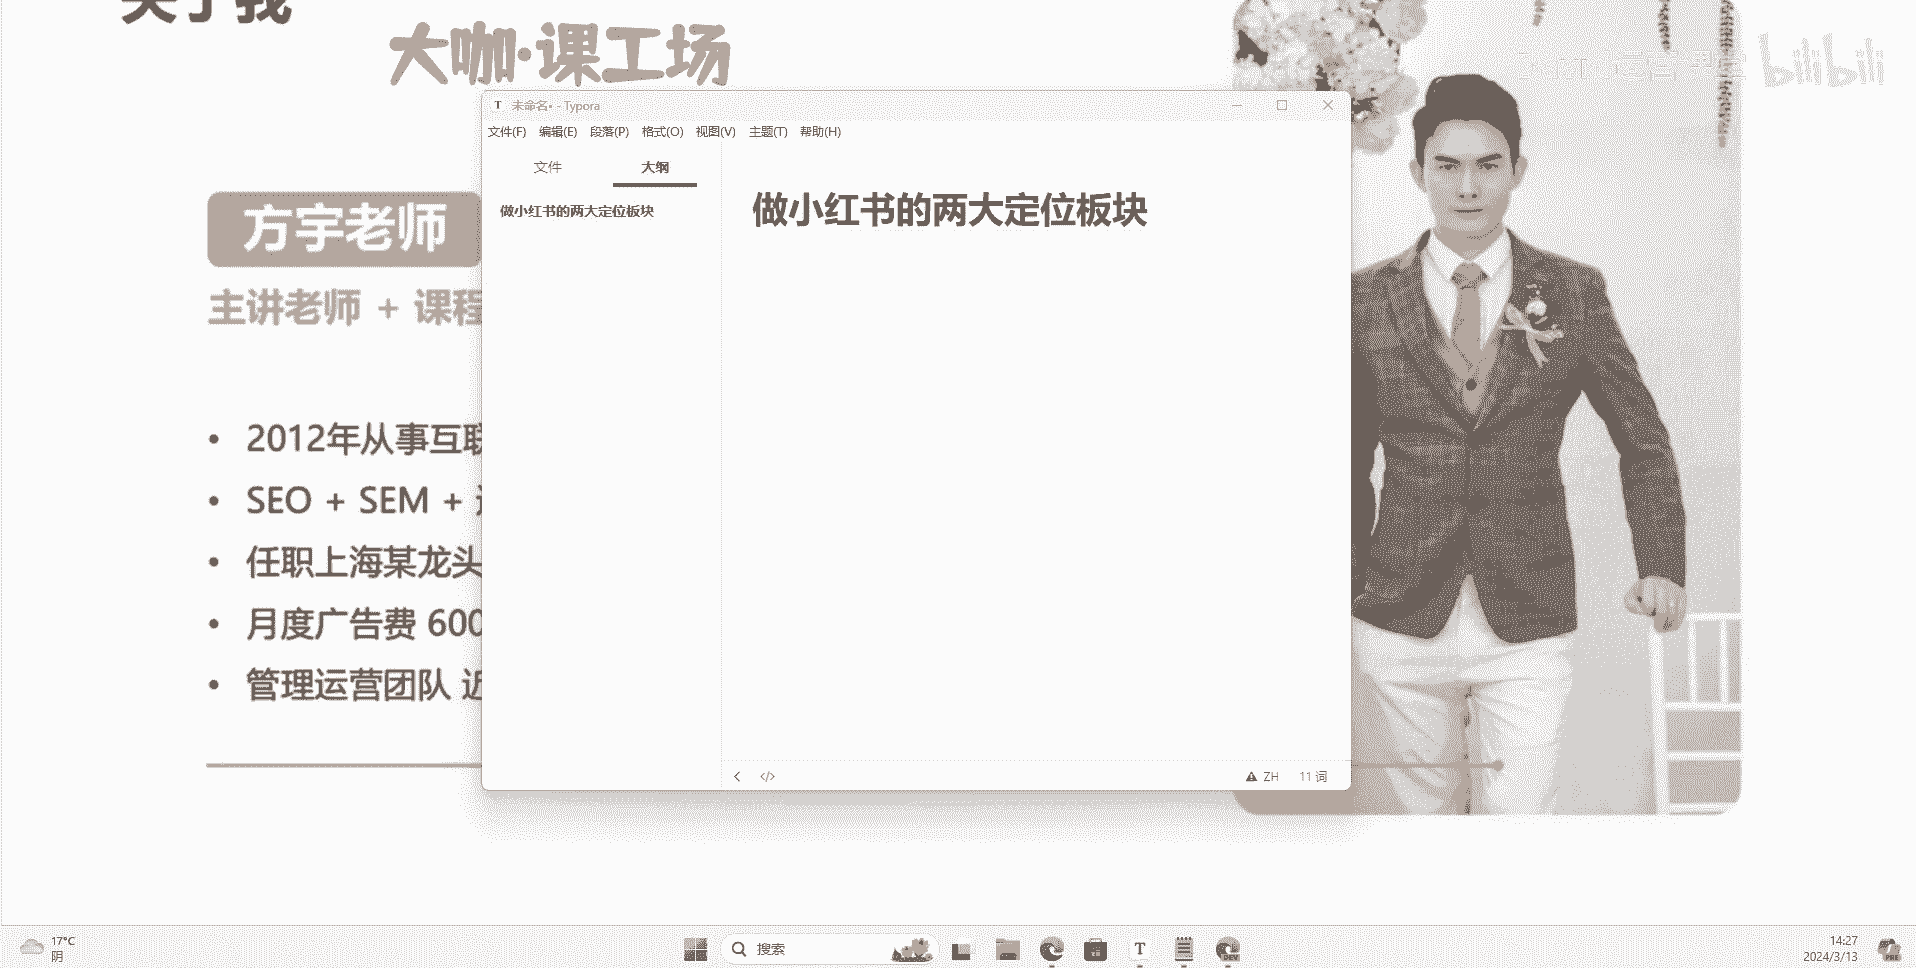 关于我
大咖·课工场
bilibili
未命名• - Typora
文件(F) 编辑(E) 段落(P) 格式(O) 视图(V) 主题(T) 帮助(H)
文件 大纲
做小红书的两大定位板块
做小红书的两大定位板块
方宇老师
主讲老师 + 课程
• 2012年从事互联
• SEO + SEM +
• 任职上海某龙头
• 月度广告费 600
• 管理运营团队 近
ZH 11 词
17°C
阴
搜索
14:27
2024/3/13